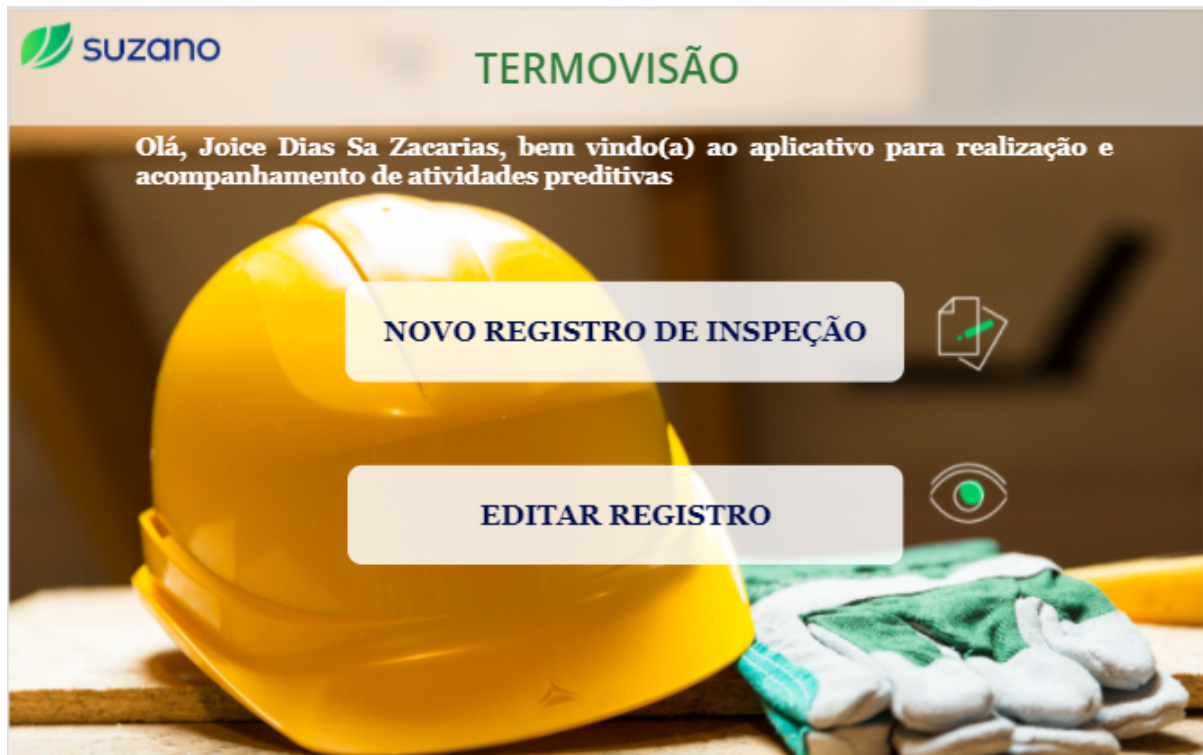 suzano
TERMOVISÃO
Olá, Joice Dias Sa Zacarias, bem vindo(a) ao aplicativo para realização e
acompanhamento de atividades preditivas
NOVO REGISTRO DE INSPEÇÃO
EDITAR REGISTRO